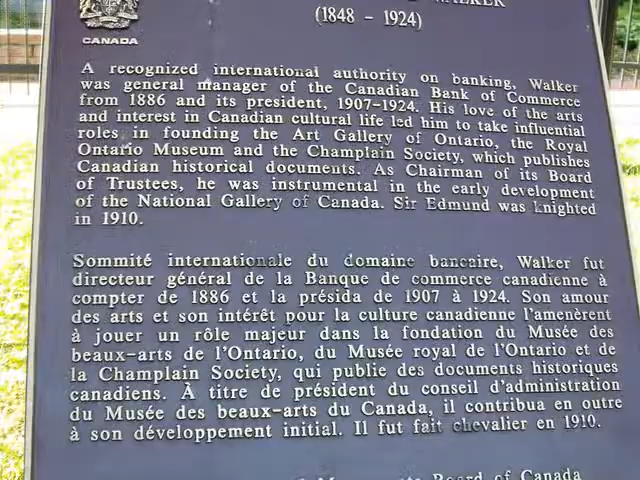 CANADA
WALKER
(1848 - 1924)
A recognized international authority on banking, Walker
was general manager of the Canadian Bank of Commerce
from 1886 and its president, 1907-1924. His love of the arts
and interest in Canadian cultural life led him to take influential
roles in founding the Art Gallery of Ontario, the Royal
Ontario Museum and the Champlain Society, which publishes
Canadian historical documents. As Chairman of its Board
of Trustees, he was instrumental in the early development
of the National Gallery of Canada. Sir Edmund was knighted
in 1910.
Sommité internationale du domaine bancaire, Walker fut
directeur général de la Banque de commerce canadienne à
compter de 1886 et la présida de 1907 à 1924. Son amour
des arts et son intérêt pour la culture canadienne l'amenèrent
à jouer un rôle majeur dans la fondation du Musée des
beaux-arts de l'Ontario, du Musée royal de l'Ontario et de
la Champlain Society, qui publie des documents historiques
canadiens. À titre de président du conseil d'administration
du Musée des beaux-arts du Canada, il contribua en outre
à son développement initial. Il fut fait chevalier en 1910.
Board of Canada